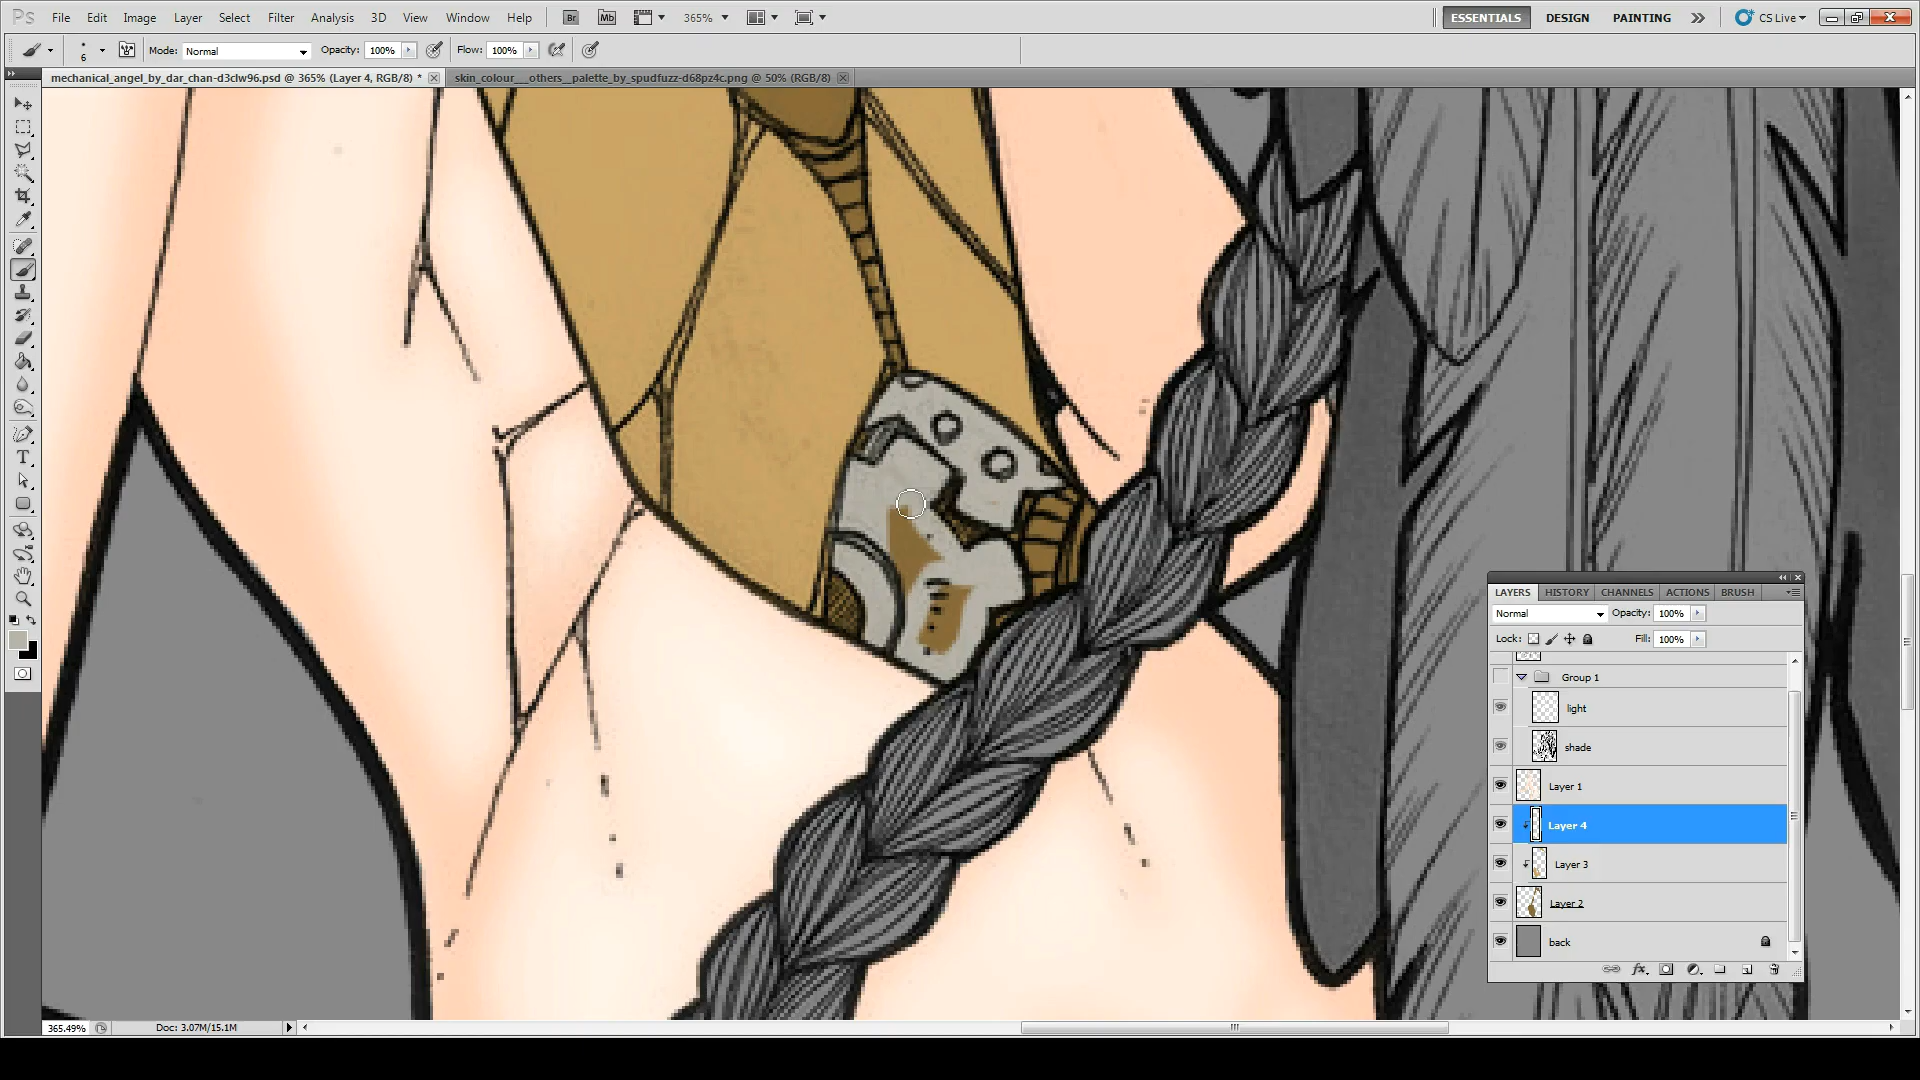 Ps File Edit Image Layer Select Filter Analysis 3D View Window Help Br Mb 365% ESSENTIALS DESIGN PAINTING CS Live
6 Mode: Normal Opacity: 100% Flow: 100%
mechanical_angel_by_dar_chan-d3clw96.psd @ 365% (Layer 4, RGB/8) * skin_colour___others__palette_by_spudfuzz-d68pz4c.png @ 50% (RGB/8)
T
LAYERS HISTORY CHANNELS ACTIONS BRUSH
Normal Opacity: 100%
Lock: Fill: 100%
Group 1
light
shade
Layer 1
Layer 4
Layer 3
Layer 2
back
fx
365.49% Doc: 3.07M/15.1M